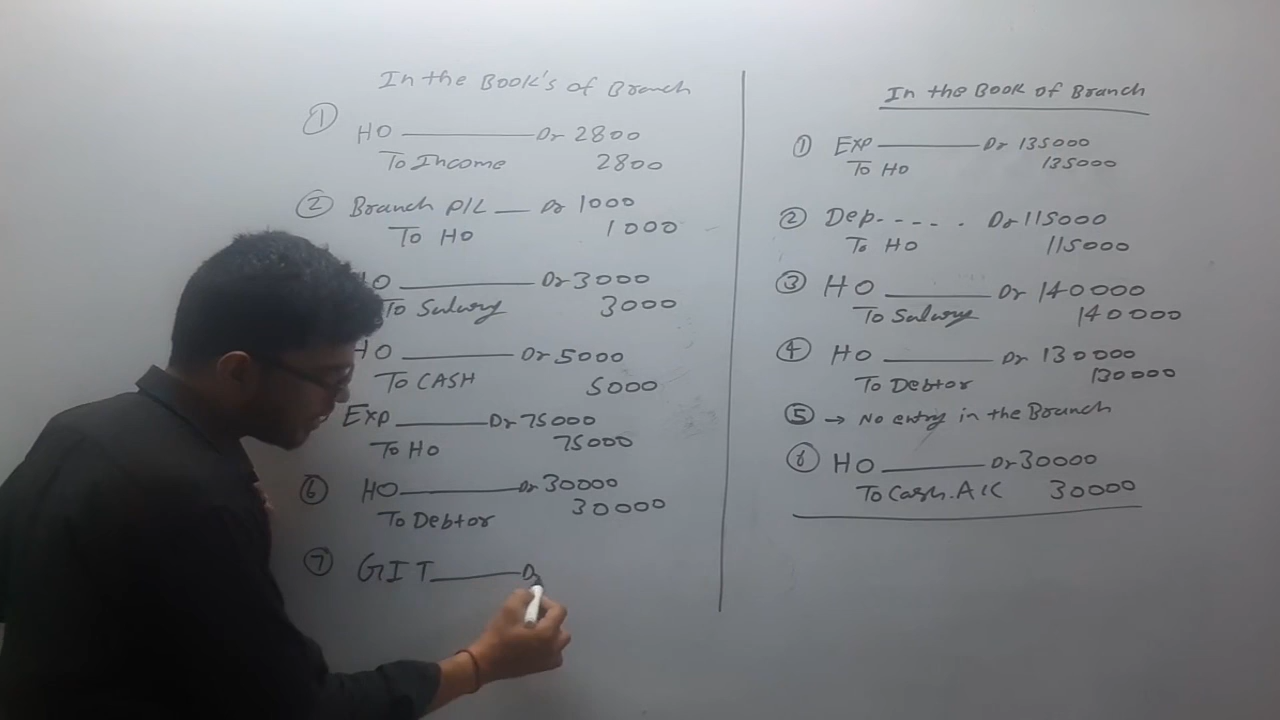 In the Book's of Branch
① HO ———— Dr 2800
To Income 2800
② Branch P/L — Dr 1000
To HO 1000
HO ———— Dr 3000
To Salary 3000
HO ———— Dr 5000
To CASH 5000
Exp ———— Dr 75000
To HO 75000
⑥ HO ———— Dr 30000
To Debtor 30000
⑦ GIT ———— D
In the Book of Branch
① Exp ———— Dr 135000
To HO 135000
② Dep- - - - . . Dr 115000
To HO 115000
③ HO ———— Dr 140000
To Salary 140000
④ HO ———— Dr 130000
To Debtor 130000
⑤ → No entry in the Branch
⑥ HO ———— Dr 30000
To Cash. A/C 30000